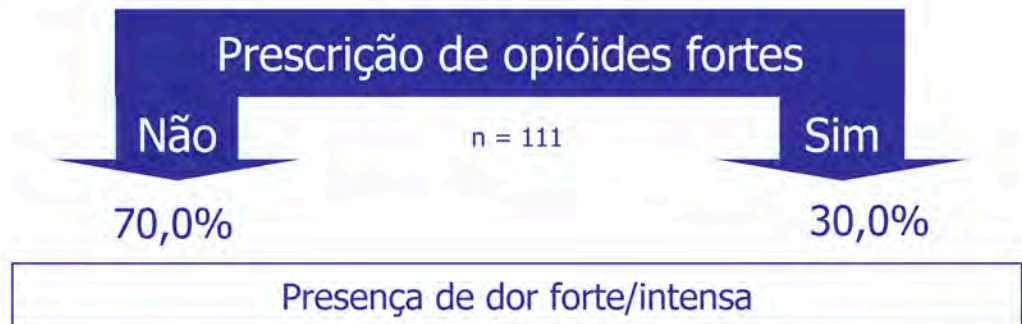 Prescrição de opióides fortes
Não n = 111 Sim
70,0% 30,0%
Presença de dor forte/intensa